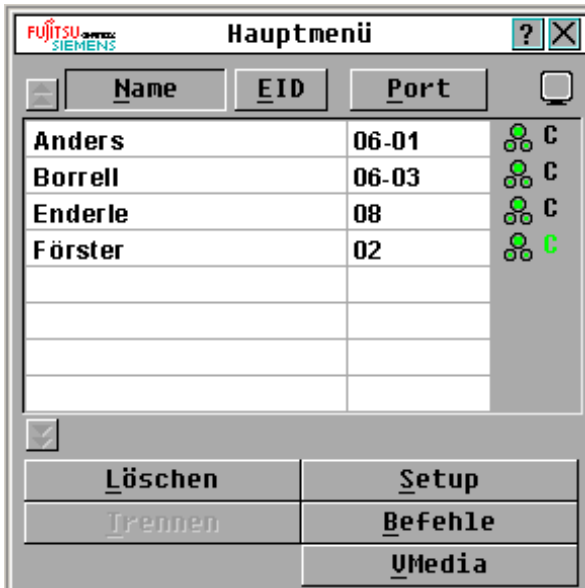 FUJITSU COMPUTERS
SIEMENS
Hauptmenü
?
Name EID Port
Anders 06-01 C
Borrell 06-03 C
Enderle 08 C
Förster 02 C
Löschen Setup
Trennen Befehle
VMedia